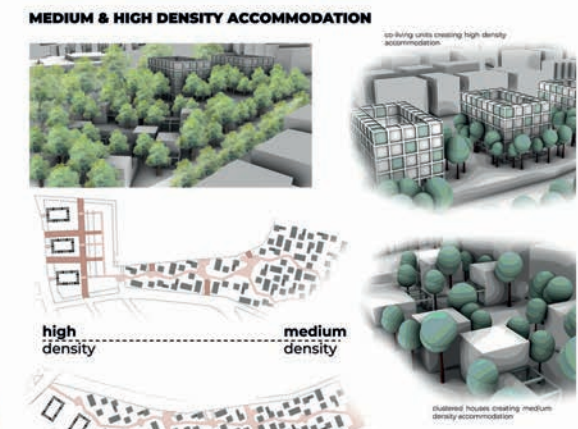 MEDIUM & HIGH DENSITY ACCOMMODATION
co-living units creating high density
accommodation
high
density
medium
density
clustered houses creating medium
density accommodation